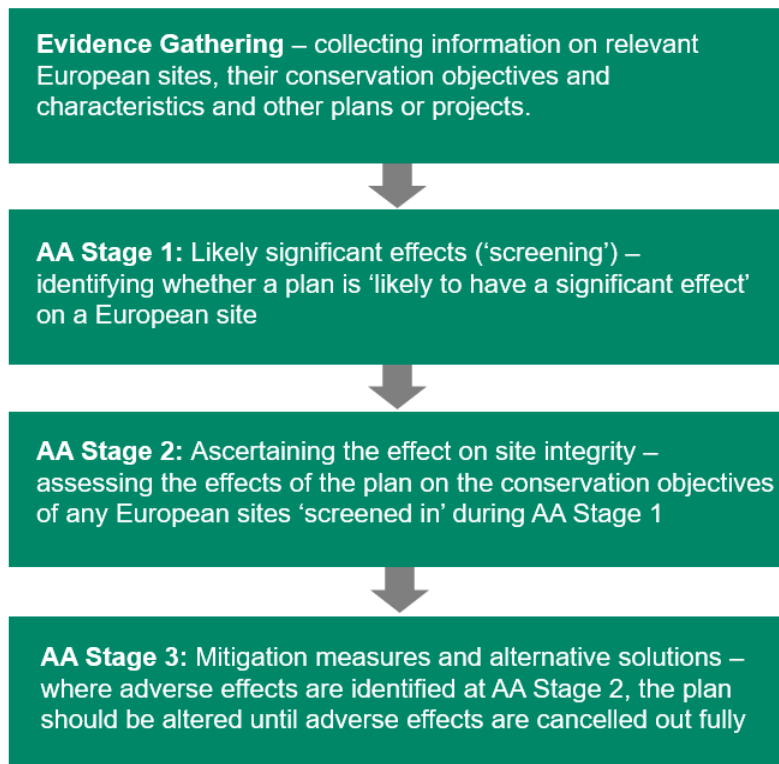 Evidence Gathering – collecting information on relevant
European sites, their conservation objectives and
characteristics and other plans or projects.
AA Stage 1: Likely significant effects (‘screening’) –
identifying whether a plan is ‘likely to have a significant effect’
on a European site
AA Stage 2: Ascertaining the effect on site integrity –
assessing the effects of the plan on the conservation objectives
of any European sites ‘screened in’ during AA Stage 1
AA Stage 3: Mitigation measures and alternative solutions –
where adverse effects are identified at AA Stage 2, the plan
should be altered until adverse effects are cancelled out fully